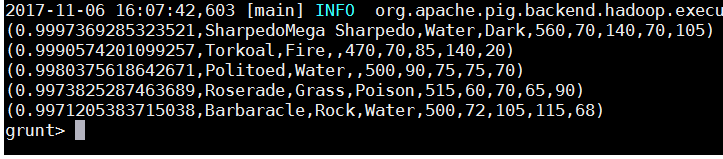 2017-11-06 16:07:42,603 [main] INFO  org.apache.pig.backend.hadoop.execu
(0.9997369285323521,SharpedoMega Sharpedo,Water,Dark,560,70,140,70,105)
(0.9990574201099257,Torkoal,Fire,,470,70,85,140,20)
(0.9980375618642671,Politoed,Water,,500,90,75,75,70)
(0.9973825287463689,Roserade,Grass,Poison,515,60,70,65,90)
(0.9971205383715038,Barbaracle,Rock,Water,500,72,105,115,68)
grunt>